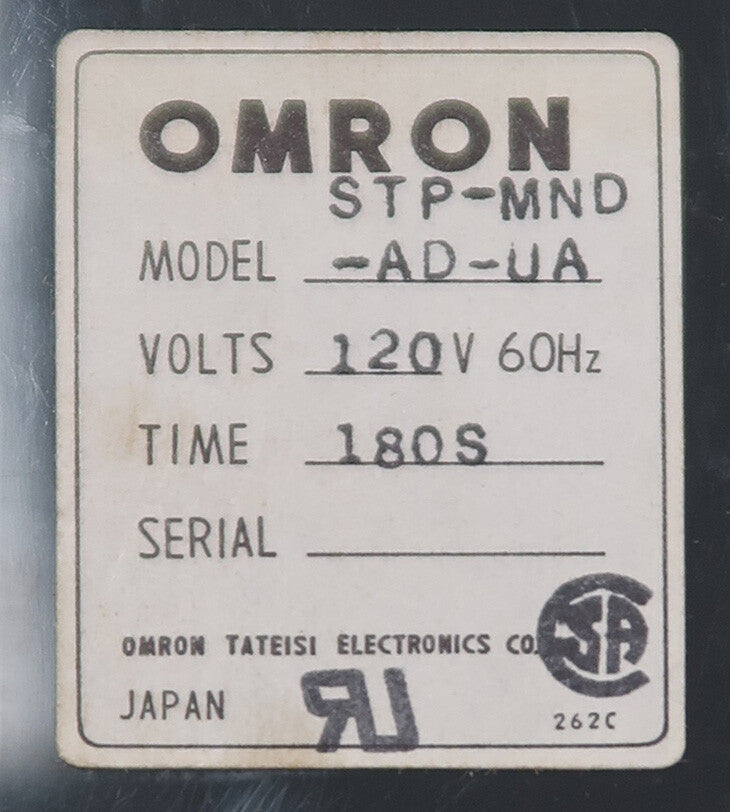 OMRON
STP-MND
MODEL -AD-UA
VOLTS 120V 60Hz
TIME 180S
SERIAL
OMRON TATEISI ELECTRONICS CO.
JAPAN
262C